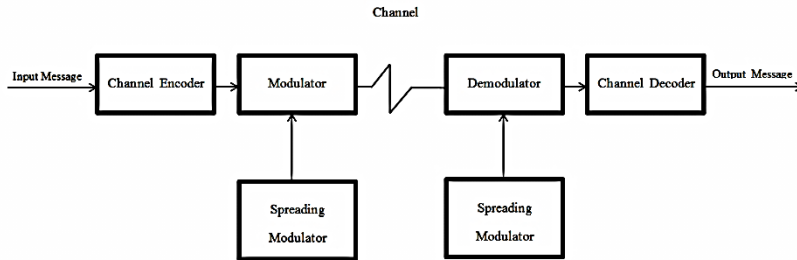 Channel
Input Message
Channel Encoder
Modulator
Demodulator
Channel Decoder
Output Message
Spreading
Modulator
Spreading
Modulator